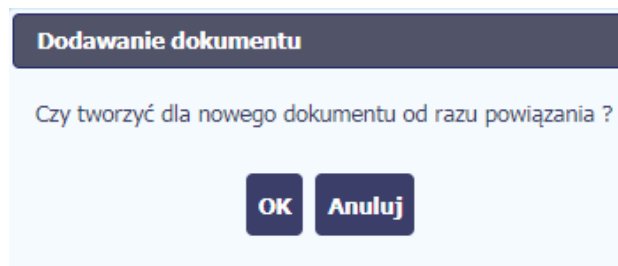 Dodawanie dokumentu
Czy tworzyć dla nowego dokumentu od razu powiązania ?
OK Anuluj